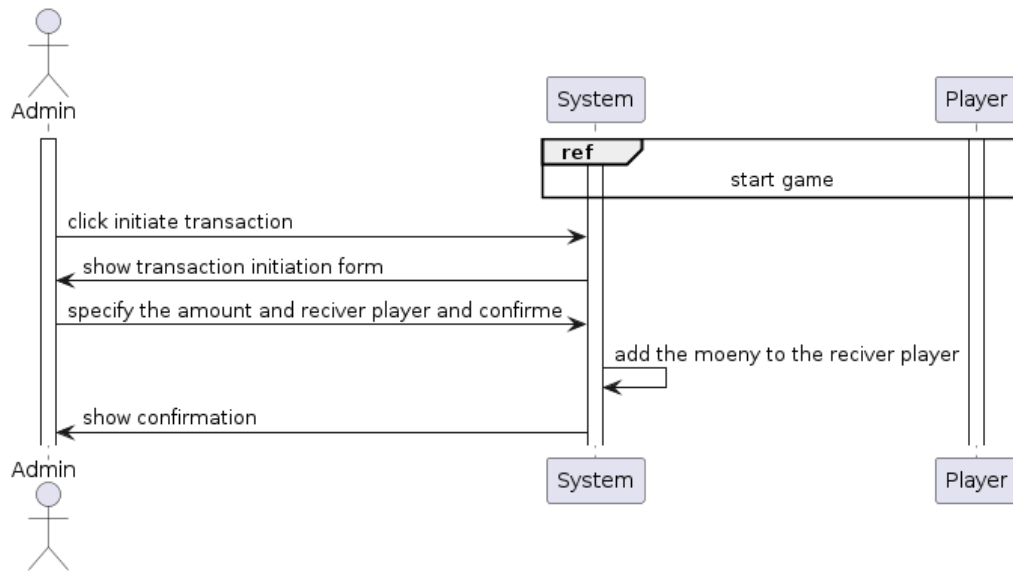 Admin
System
Player
ref
start game
click initiate transaction
show transaction initiation form
specify the amount and reciver player and confirme
add the moeny to the reciver player
show confirmation
Admin
System
Player